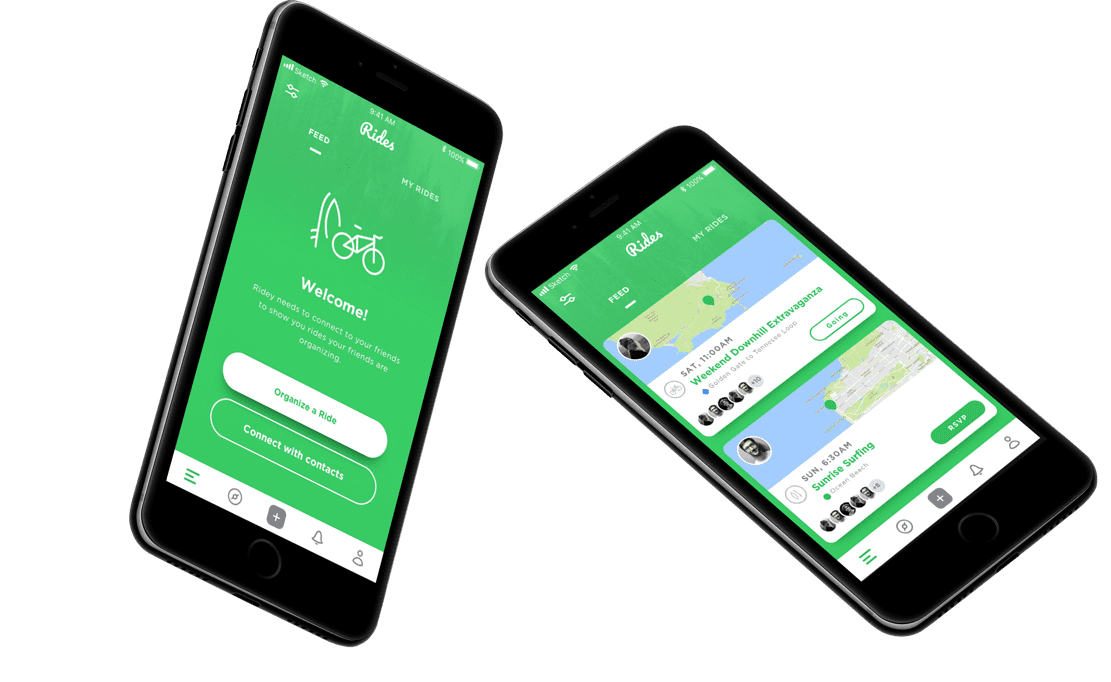 Sketch
9:41 AM
100%
Rides
FEED
MY RIDES
Welcome!
Ridey needs to connect to your friends
to show you rides your friends are
organizing.
Organize a Ride
Connect with contacts
Sketch
9:41 AM
100%
Rides
FEED
MY RIDES
SAT, 11:00AM
Weekend Downhill Extravaganza
Golden Gate to Tennesse Loop
Going
+10
SUN, 6:30AM
Sunrise Surfing
Ocean Beach
RSVP
+8